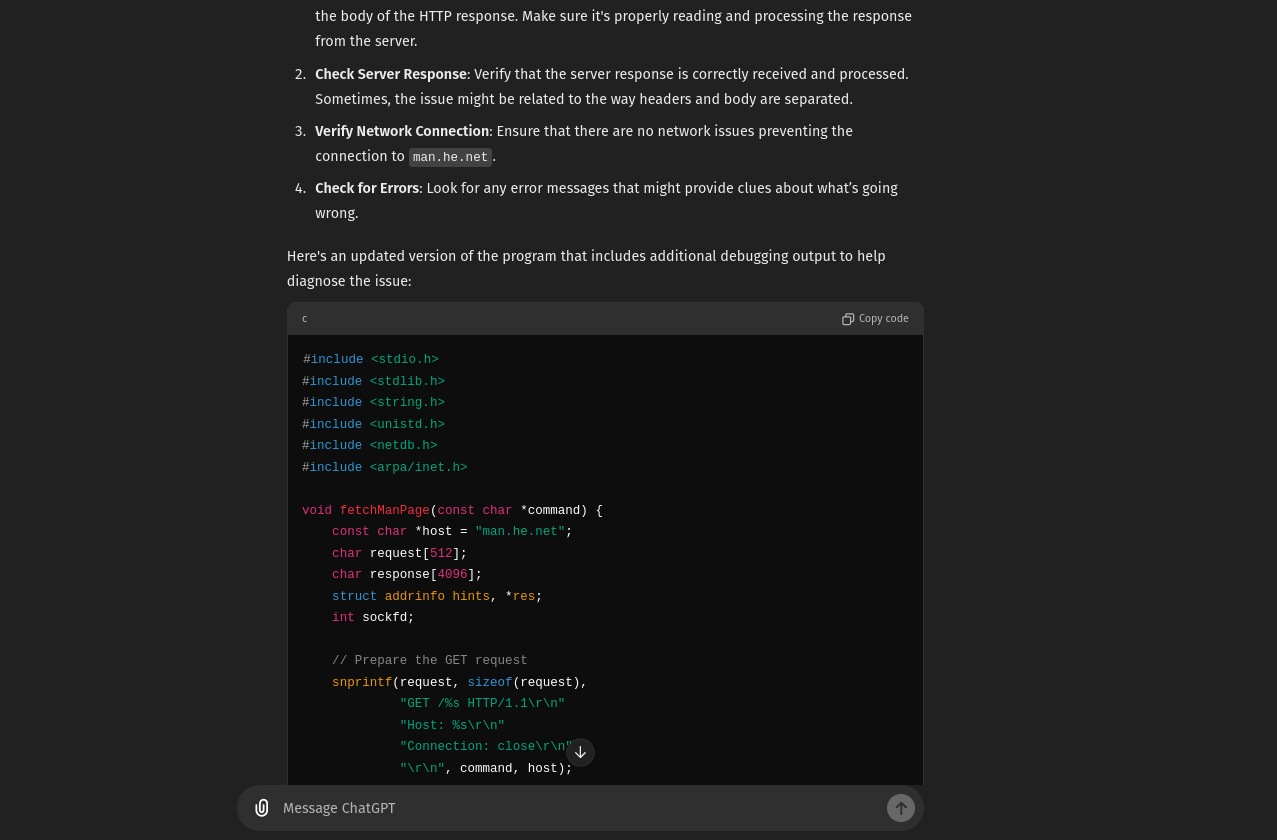 the body of the HTTP response. Make sure it's properly reading and processing the response
from the server.
2. Check Server Response: Verify that the server response is correctly received and processed.
Sometimes, the issue might be related to the way headers and body are separated.
3. Verify Network Connection: Ensure that there are no network issues preventing the
connection to man.he.net.
4. Check for Errors: Look for any error messages that might provide clues about what’s going
wrong.
Here's an updated version of the program that includes additional debugging output to help
diagnose the issue:
c Copy code
#include <stdio.h>
#include <stdlib.h>
#include <string.h>
#include <unistd.h>
#include <netdb.h>
#include <arpa/inet.h>
void fetchManPage(const char *command) {
    const char *host = "man.he.net";
    char request[512];
    char response[4096];
    struct addrinfo hints, *res;
    int sockfd;
    // Prepare the GET request
    snprintf(request, sizeof(request),
             "GET /%s HTTP/1.1\r\n"
             "Host: %s\r\n"
             "Connection: close\r\n"
             "\r\n", command, host);
Message ChatGPT